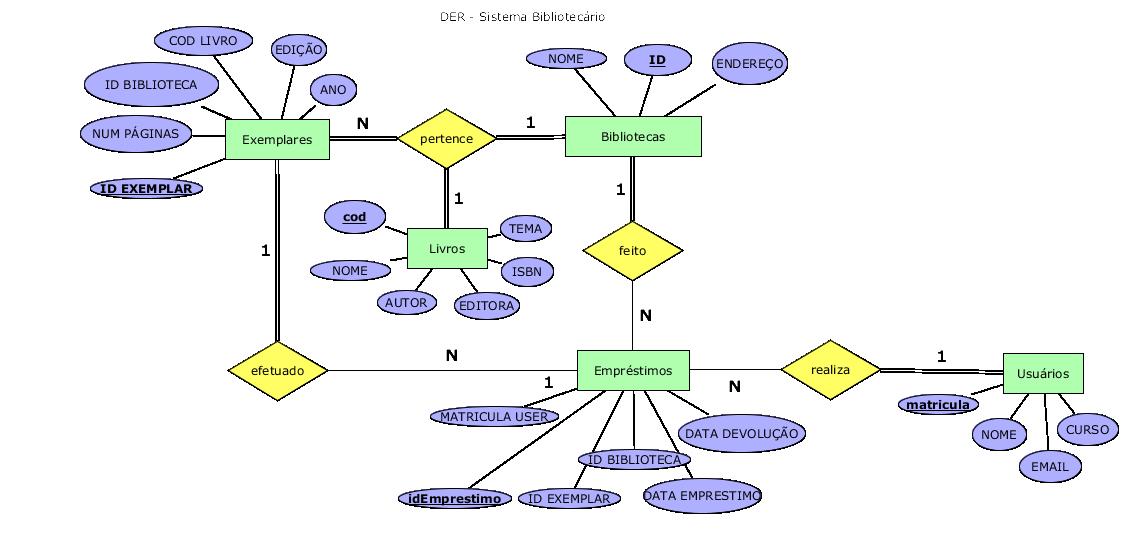 DER - Sistema Bibliotecário
COD LIVRO
EDIÇÃO
NOME
ID
ENDEREÇO
ID BIBLIOTECA
ANO
NUM PÁGINAS
Exemplares
N
pertence
1
Bibliotecas
ID EXEMPLAR
1
1
cod
TEMA
1
Livros
feito
NOME
ISBN
AUTOR
EDITORA
N
efetuado
N
Empréstimos
realiza
1
Usuários
1
N
matricula
MATRICULA USER
DATA DEVOLUÇÃO
NOME
CURSO
ID BIBLIOTECA
EMAIL
idEmprestimo
ID EXEMPLAR
DATA EMPRESTIMO